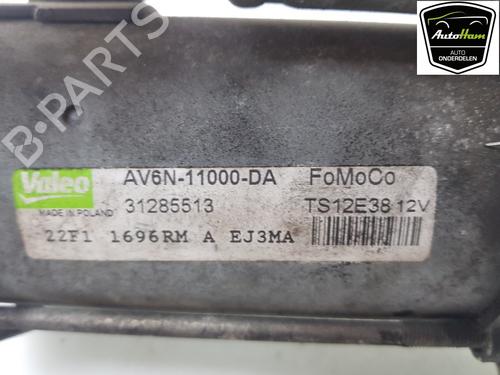 AutoHam
AUTO
ONDERDELEN
B-PARTS
Valeo
MADE IN POLAND
AV6N-11000-DA
FoMoCo
31285513
TS12E38 12V
22F1 1696RM A EJ3MA